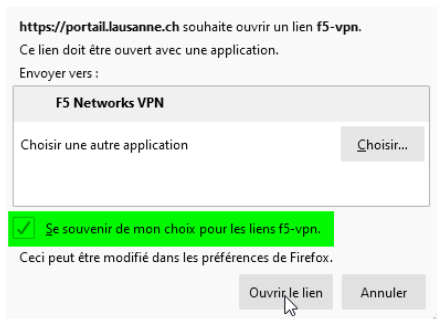 https://portail.lausanne.ch souhaite ouvrir un lien f5-vpn.
Ce lien doit être ouvert avec une application.
Envoyer vers :
F5 Networks VPN
Choisir une autre application
Choisir...
Se souvenir de mon choix pour les liens f5-vpn.
Ceci peut être modifié dans les préférences de Firefox.
Ouvrir le lien
Annuler